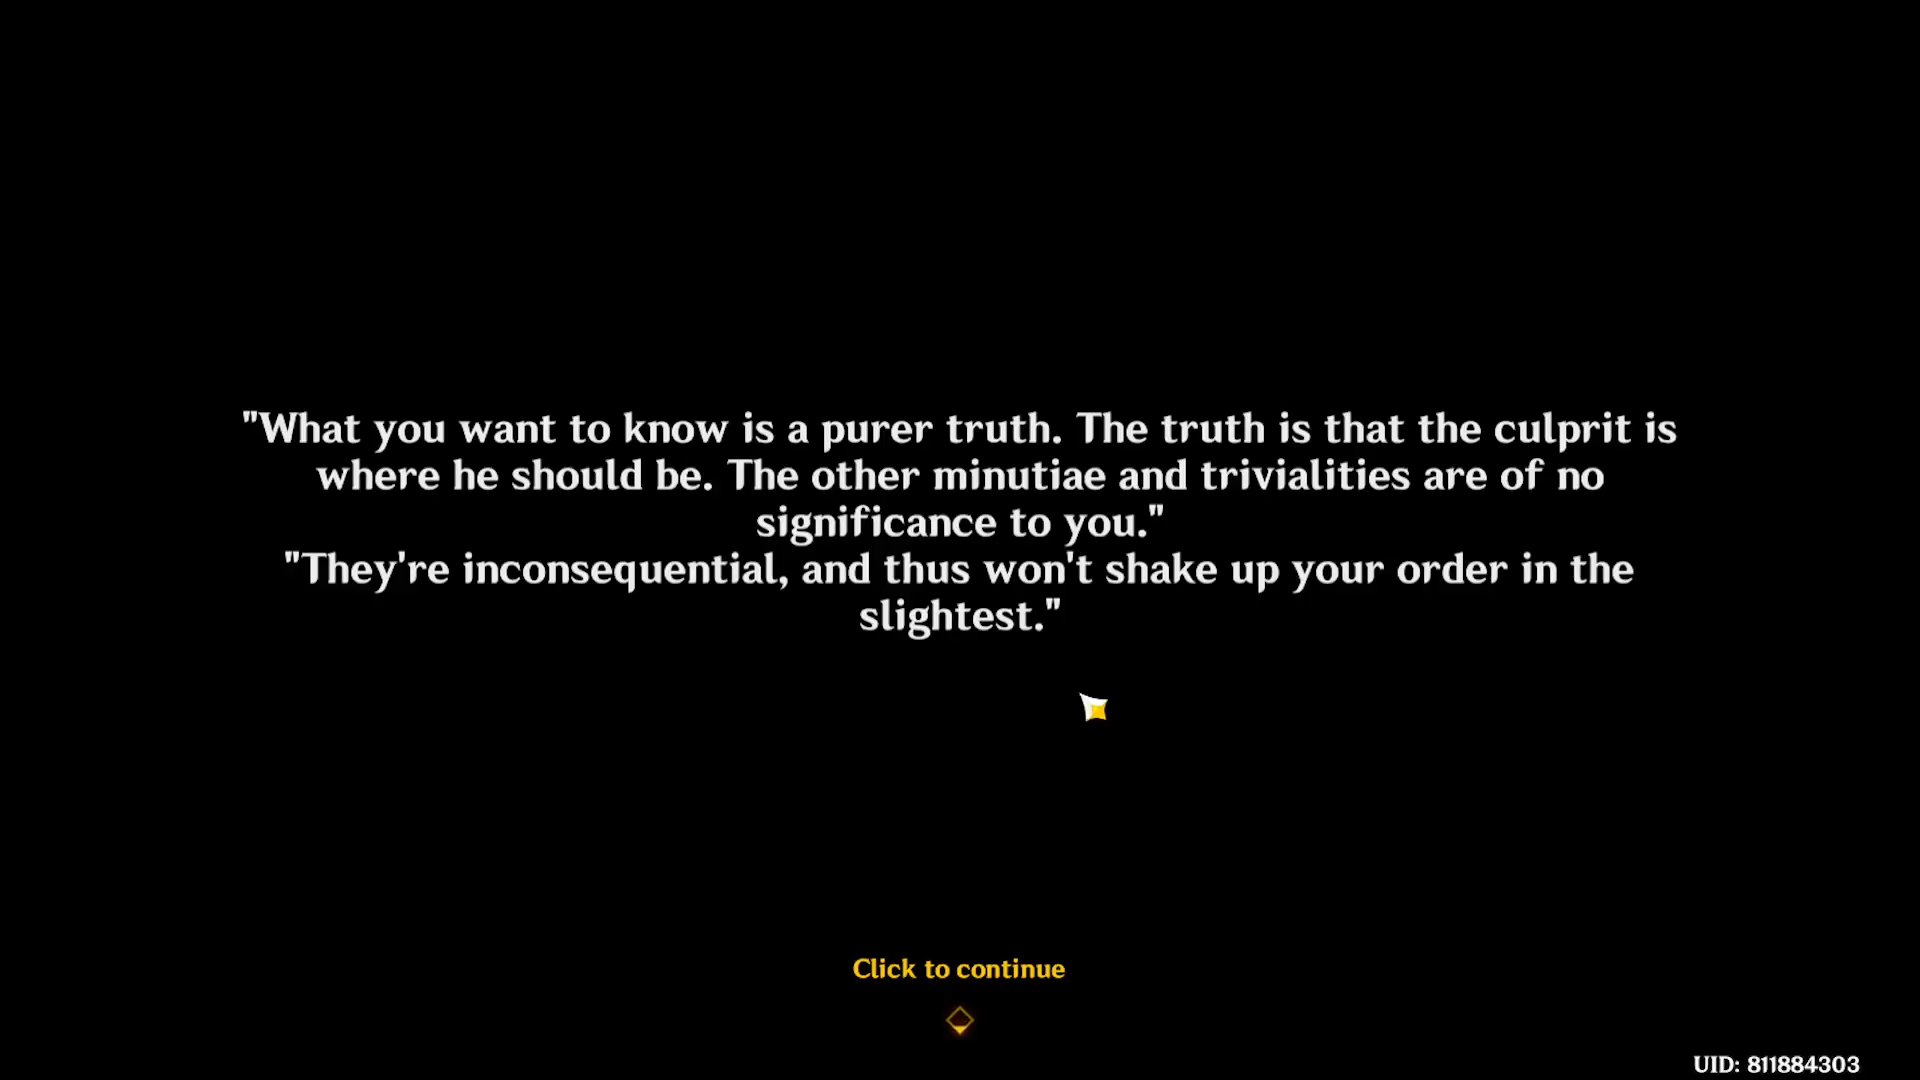 "What you want to know is a purer truth. The truth is that the culprit is
where he should be. The other minutiae and trivialities are of no
significance to you."
"They're inconsequential, and thus won't shake up your order in the
slightest."
Click to continue
UID: 811884303